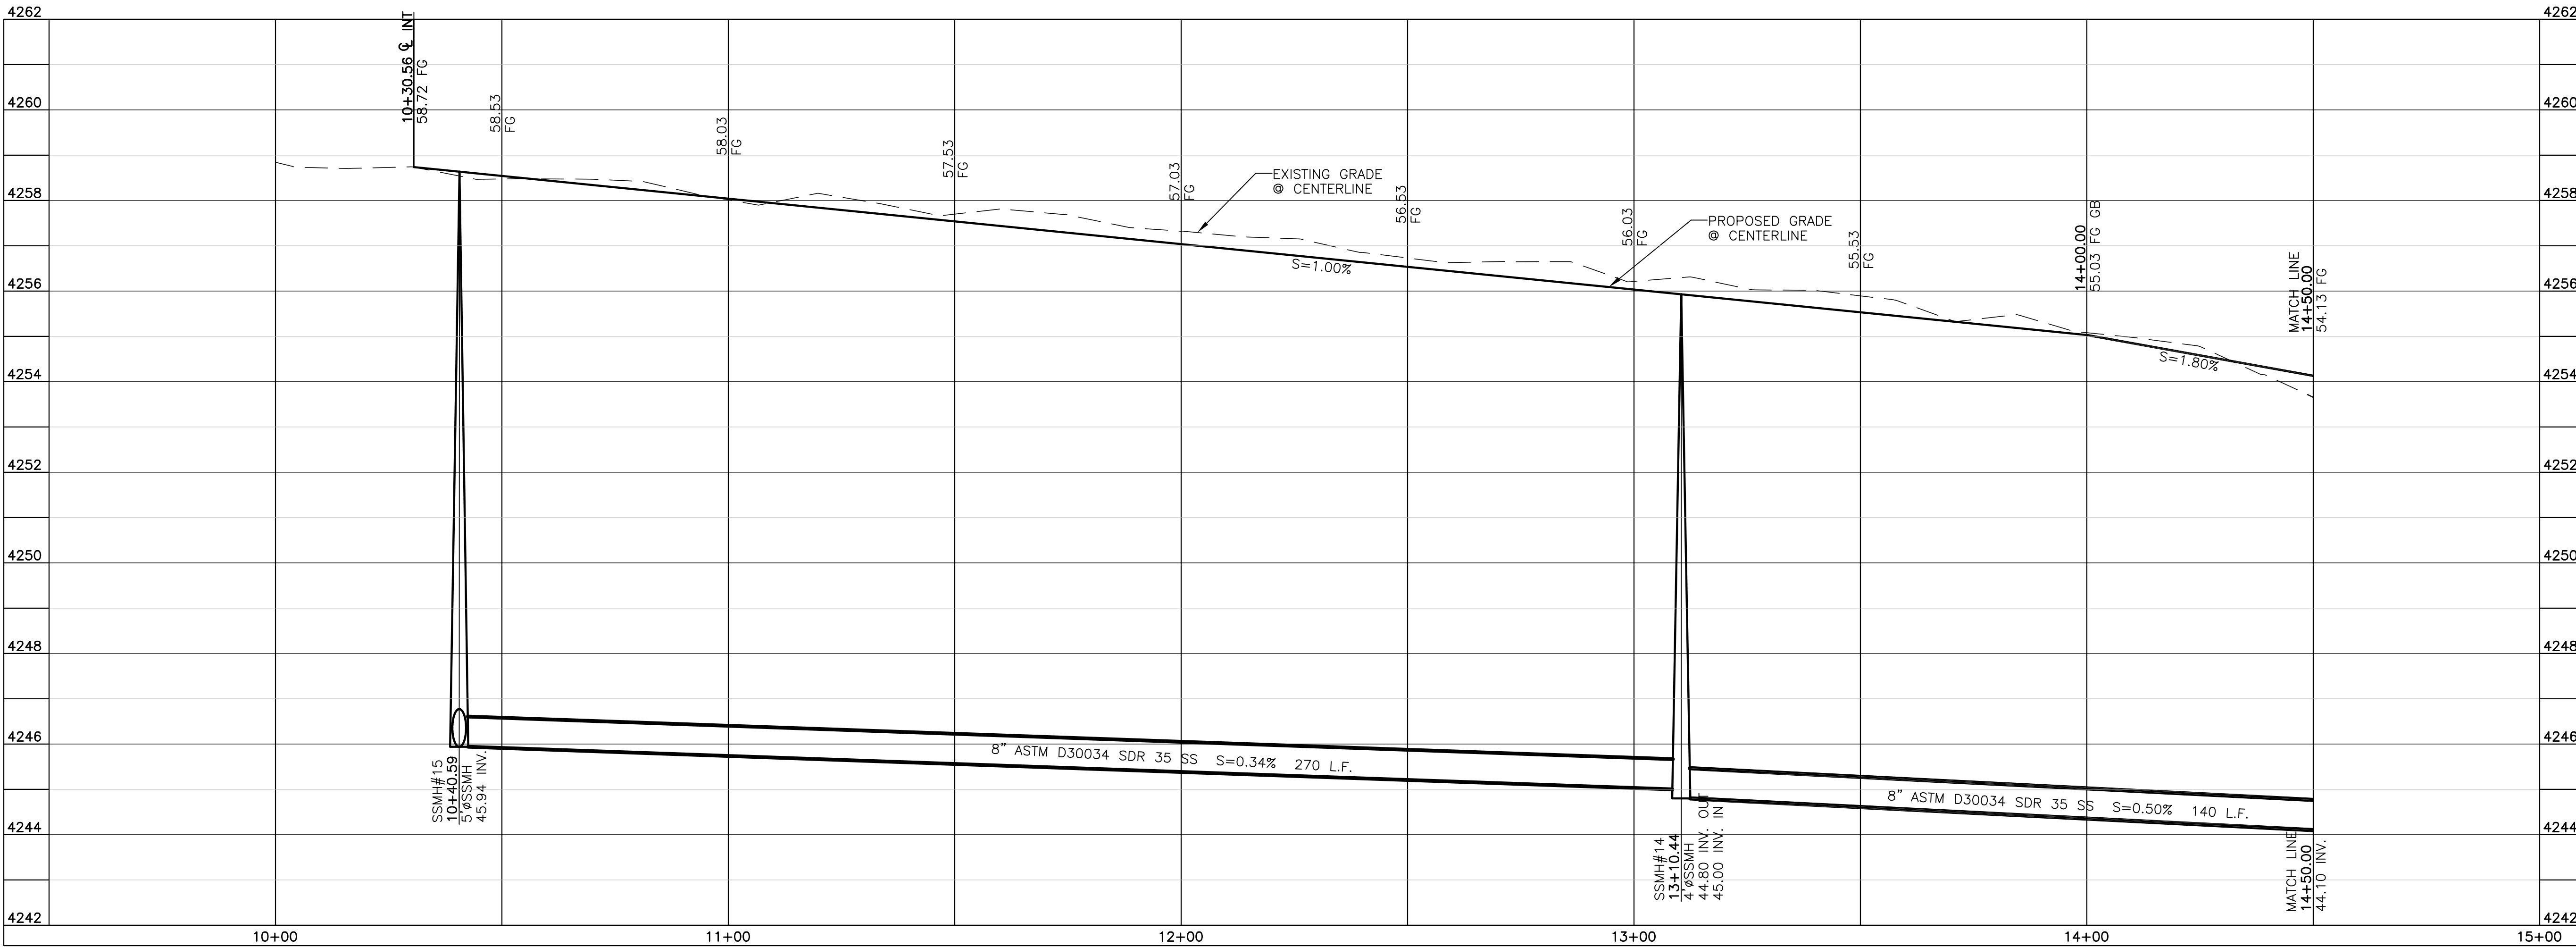 4262
4262
4260
4260
4258
4258
4256
4256
4254
4254
4252
4252
4250
4250
4248
4248
4246
4246
4244
4244
4242
4242
10+30.56 ℄ INT
58.72 FG
58.53
FG
58.03
FG
57.53
FG
57.03
FG
56.53
FG
56.03
FG
55.53
FG
14+00.00
55.03 FG GB
MATCH LINE
14+50.00
54.13 FG
EXISTING GRADE
@ CENTERLINE
PROPOSED GRADE
@ CENTERLINE
S=1.00%
S=1.80%
8" ASTM D30034 SDR 35 SS S=0.34% 270 L.F.
8" ASTM D30034 SDR 35 SS S=0.50% 140 L.F.
SSMH#15
10+40.59
5'øSSMH
45.94 INV.
SSMH#14
13+10.44
4'øSSMH
44.80 INV. OUT
45.00 INV. IN
MATCH LINE
14+50.00
44.10 INV.
10+00
11+00
12+00
13+00
14+00
15+00